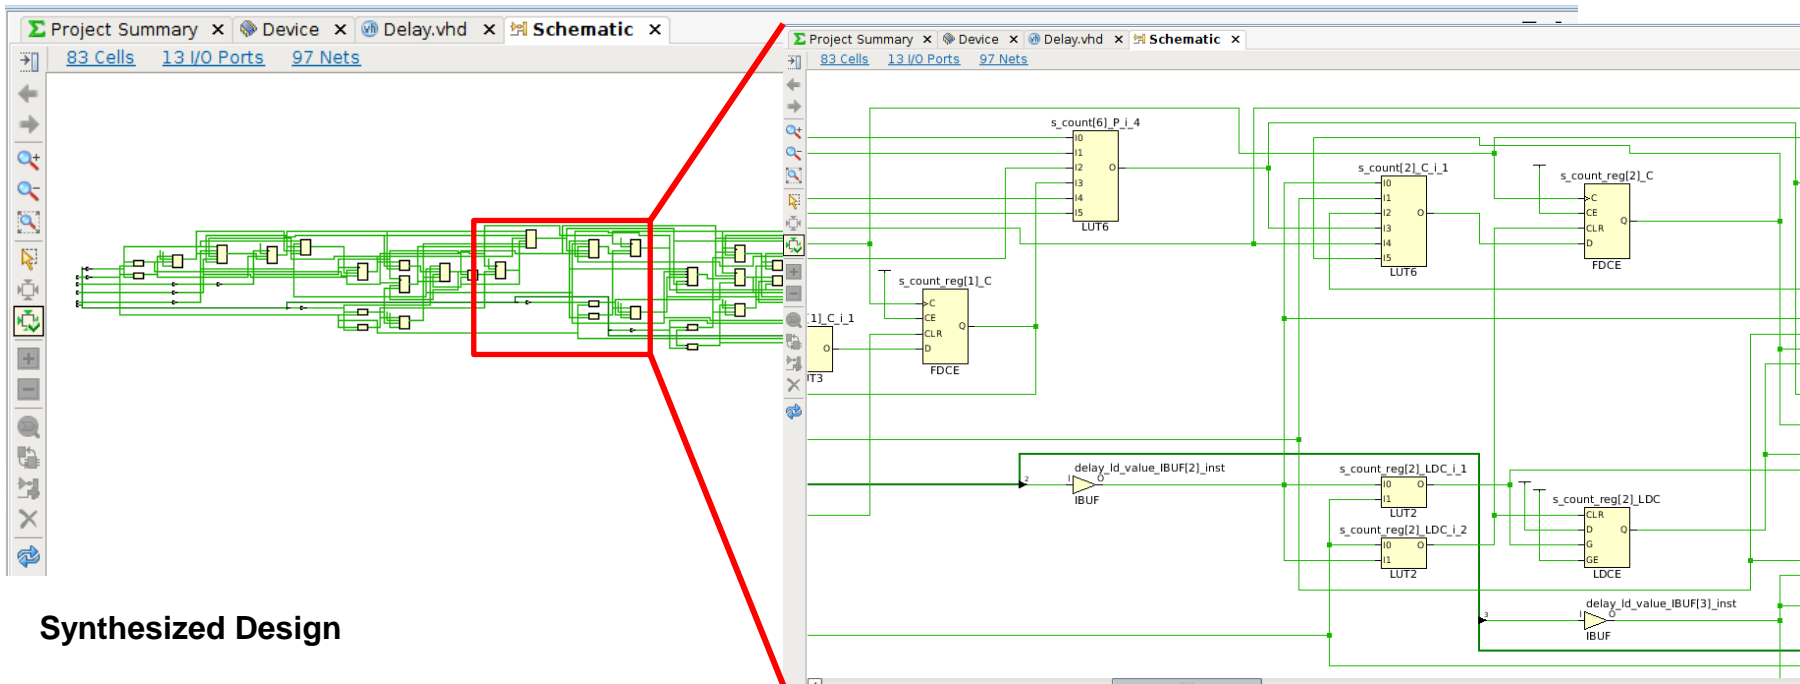 Project Summary × Device × Delay.vhd × Schematic ×
83 Cells 13 I/O Ports 97 Nets
Synthesized Design
Project Summary × Device × Delay.vhd × Schematic ×
83 Cells 13 I/O Ports 97 Nets
s_count[6]_P_i_4
I0
I1
I2 O
I3
I4
I5
LUT6
s_count[2]_C_i_1
I0
I1
I2 O
I3
I4
I5
LUT6
s_count_reg[2]_C
C
CE
Q
CLR
D
FDCE
s_count_reg[1]_C
C
CE
Q
CLR
D
FDCE
[1]_C_i_1
O
T3
delay_ld_value_IBUF[2]_inst
2 I O
IBUF
s_count_reg[2]_LDC_i_1
I0 O
I1
LUT2
s_count_reg[2]_LDC_i_2
I0 O
I1
LUT2
s_count_reg[2]_LDC
CLR
D Q
G
GE
LDCE
delay_ld_value_IBUF[3]_inst
3 I O
IBUF